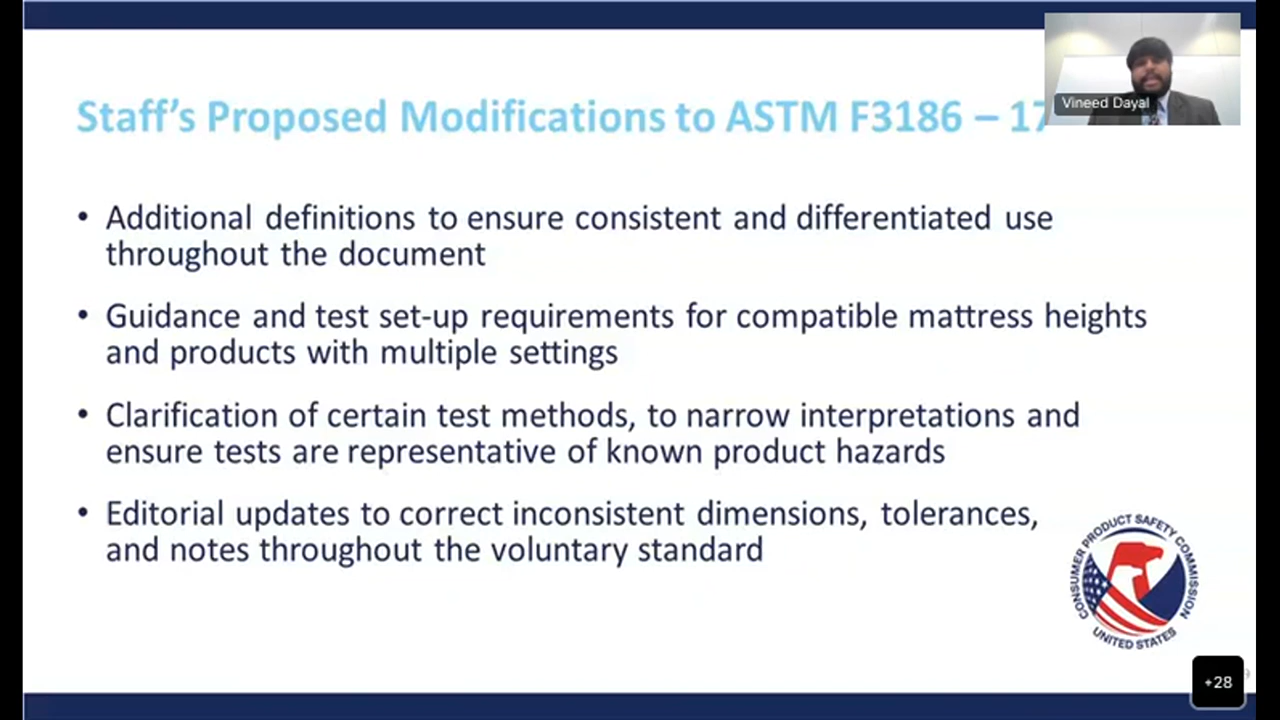 Staff's Proposed Modifications to ASTM F3186 – 17
Vineed Dayal
• Additional definitions to ensure consistent and differentiated use
throughout the document
• Guidance and test set-up requirements for compatible mattress heights
and products with multiple settings
• Clarification of certain test methods, to narrow interpretations and
ensure tests are representative of known product hazards
• Editorial updates to correct inconsistent dimensions, tolerances,
and notes throughout the voluntary standard
CONSUMER PRODUCT SAFETY COMMISSION
UNITED STATES
+28